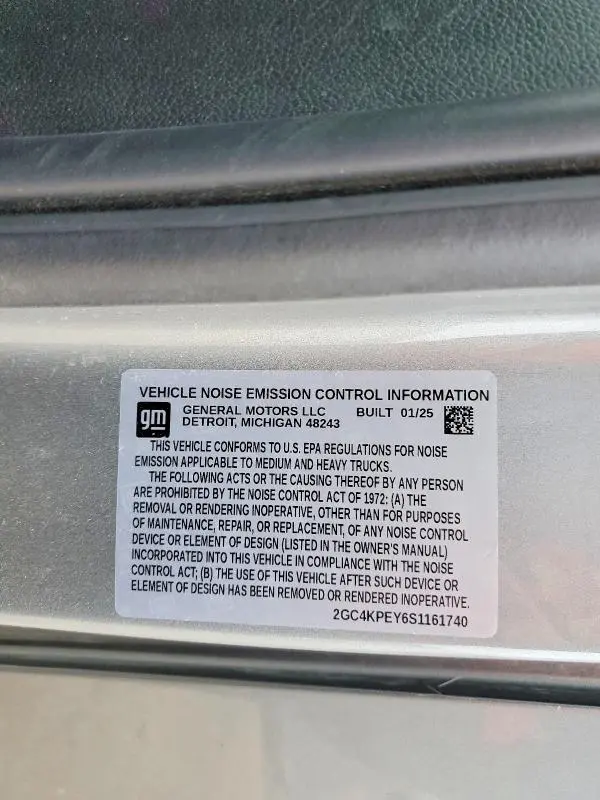 VEHICLE NOISE EMISSION CONTROL INFORMATION
gm GENERAL MOTORS LLC BUILT 01/25
DETROIT, MICHIGAN 48243
THIS VEHICLE CONFORMS TO U.S. EPA REGULATIONS FOR NOISE
EMISSION APPLICABLE TO MEDIUM AND HEAVY TRUCKS.
THE FOLLOWING ACTS OR THE CAUSING THEREOF BY ANY PERSON
ARE PROHIBITED BY THE NOISE CONTROL ACT OF 1972: (A) THE
REMOVAL OR RENDERING INOPERATIVE, OTHER THAN FOR PURPOSES
OF MAINTENANCE, REPAIR, OR REPLACEMENT, OF ANY NOISE CONTROL
DEVICE OR ELEMENT OF DESIGN (LISTED IN THE OWNER'S MANUAL)
INCORPORATED INTO THIS VEHICLE IN COMPLIANCE WITH THE NOISE
CONTROL ACT; (B) THE USE OF THIS VEHICLE AFTER SUCH DEVICE OR
ELEMENT OF DESIGN HAS BEEN REMOVED OR RENDERED INOPERATIVE.
2GC4KPEY6S1161740